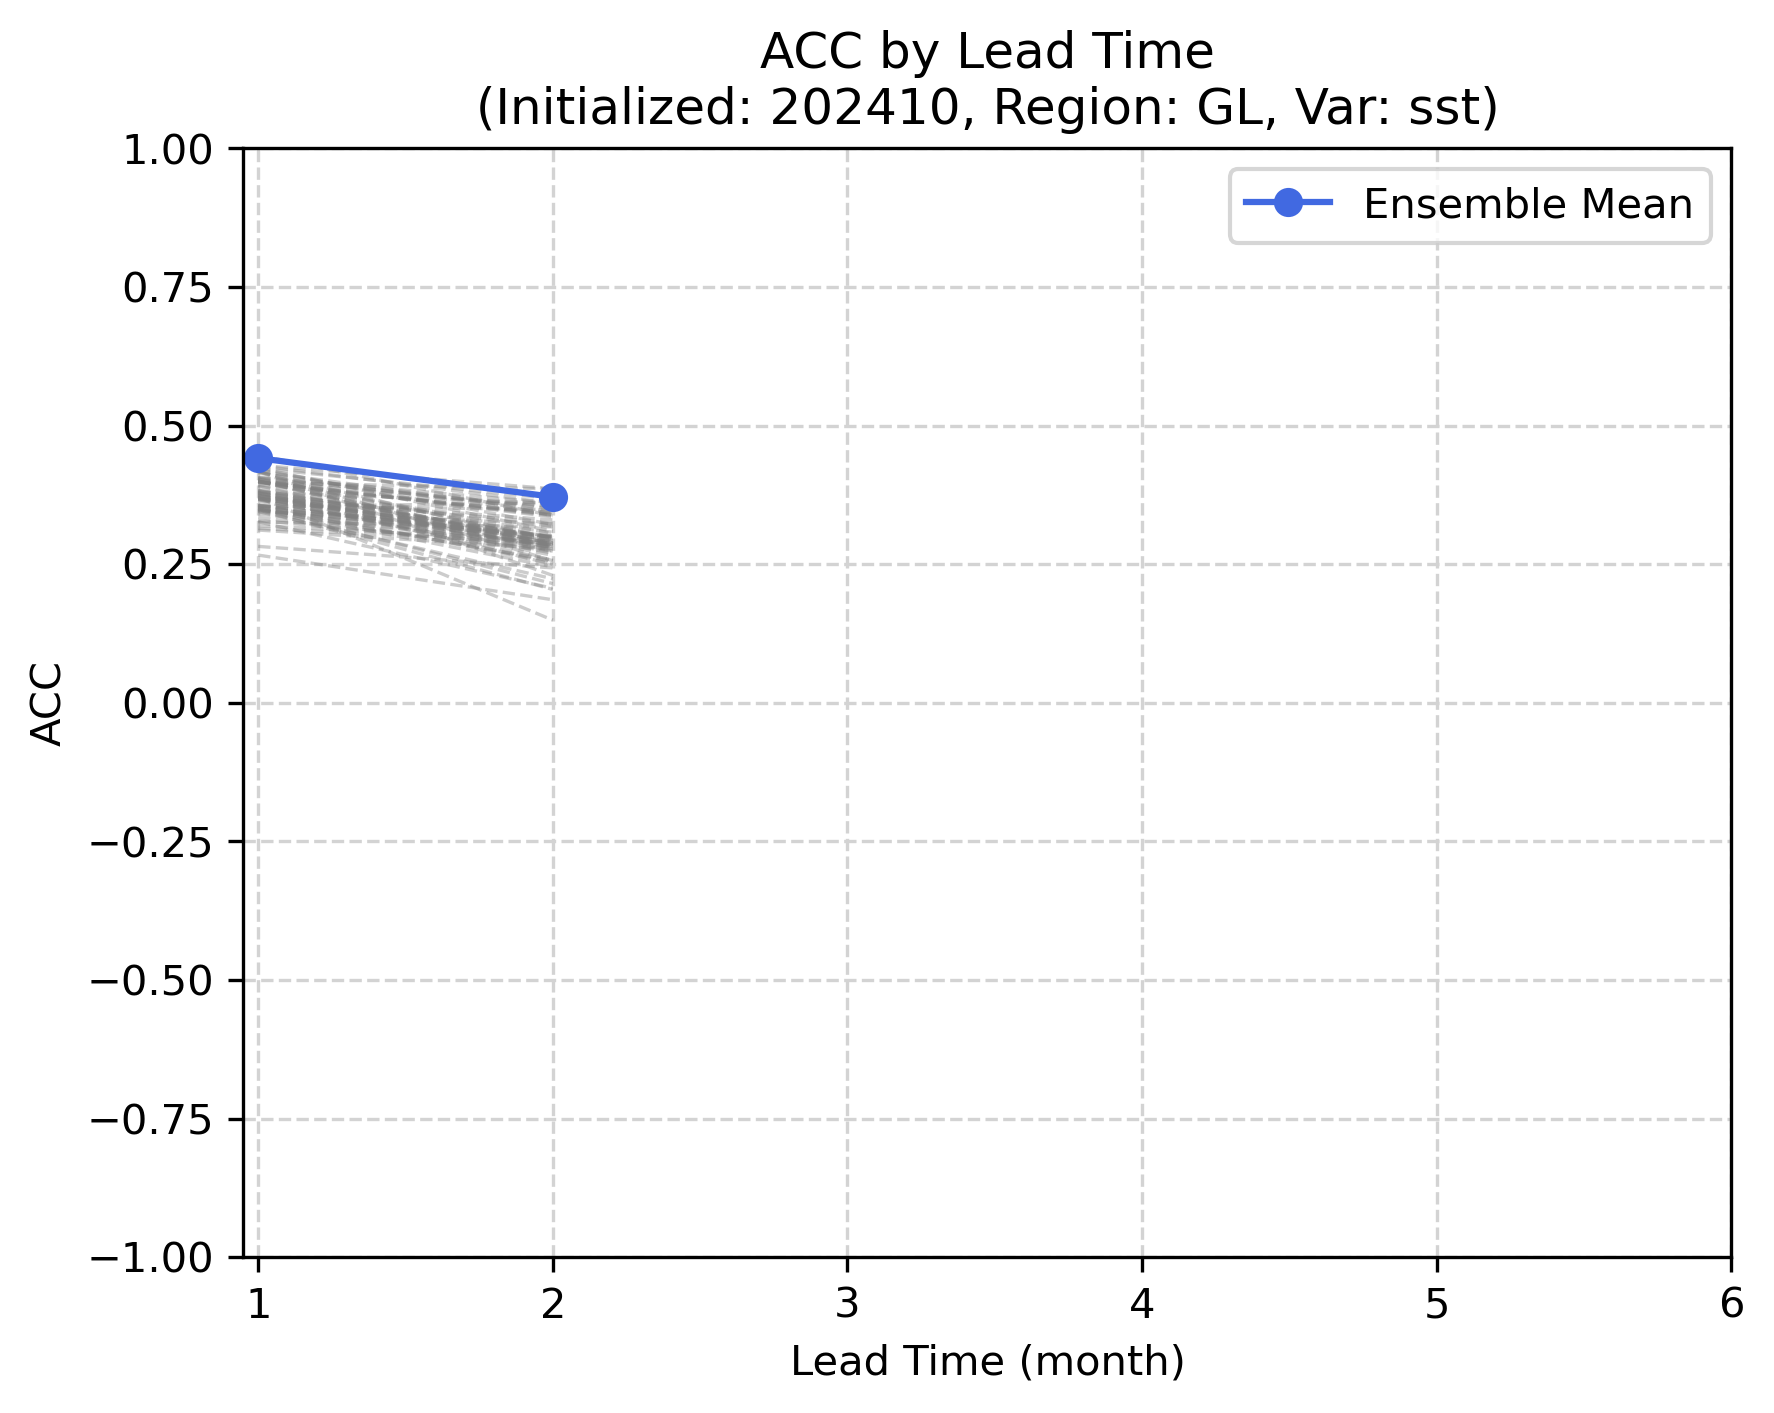 ACC by Lead Time
(Initialized: 202410, Region: GL, Var: sst)
Ensemble Mean
1.00
0.75
0.50
0.25
0.00
−0.25
−0.50
−0.75
−1.00
ACC
1 2 3 4 5 6
Lead Time (month)